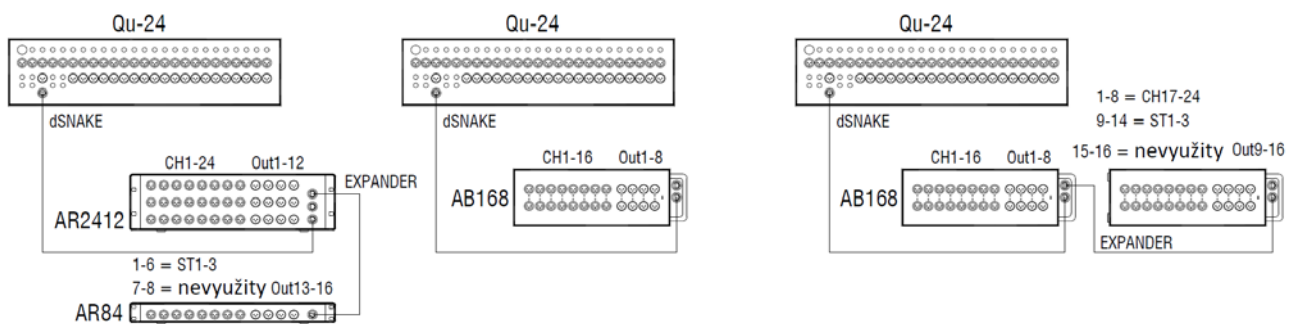 Qu-24
dSNAKE
CH1-24 Out1-12
EXPANDER
AR2412
1-6 = ST1-3
7-8 = nevyužity Out13-16
AR84
Qu-24
dSNAKE
CH1-16 Out1-8
AB168
Qu-24
dSNAKE
1-8 = CH17-24
9-14 = ST1-3
15-16 = nevyužity Out9-16
CH1-16 Out1-8
AB168
EXPANDER